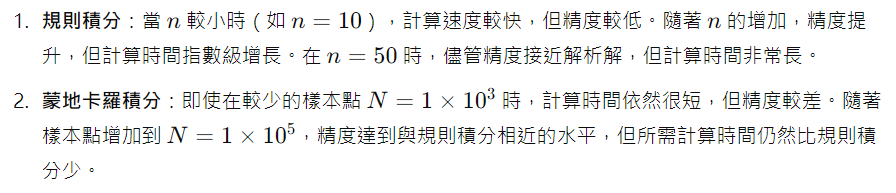 1. 規則積分：當 n 較小時（如 n = 10），計算速度較快，但精度較低。隨著 n 的增加，精度提
升，但計算時間指數級增長。在 n = 50 時，儘管精度接近解析解，但計算時間非常長。
2. 蒙地卡羅積分：即使在較少的樣本點 N = 1 × 10³ 時，計算時間依然很短，但精度較差。隨著
樣本點增加到 N = 1 × 10⁵，精度達到與規則積分相近的水平，但所需計算時間仍然比規則積
分少。